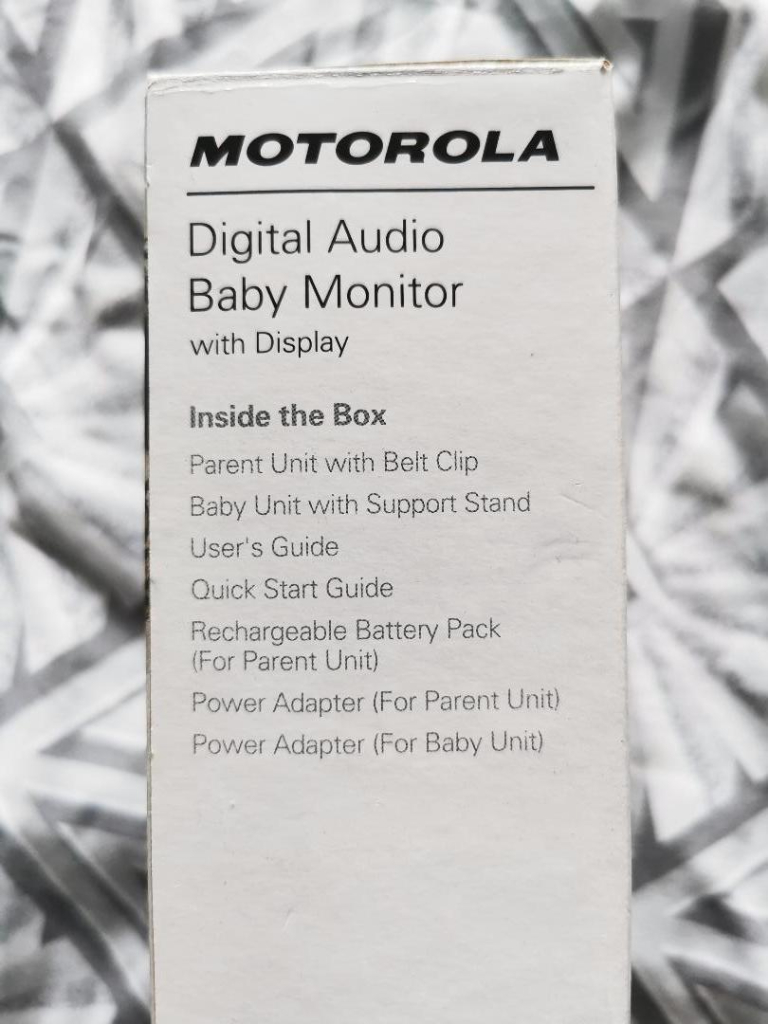 MOTOROLA
Digital Audio
Baby Monitor
with Display
Inside the Box
Parent Unit with Belt Clip
Baby Unit with Support Stand
User's Guide
Quick Start Guide
Rechargeable Battery Pack
(For Parent Unit)
Power Adapter (For Parent Unit)
Power Adapter (For Baby Unit)